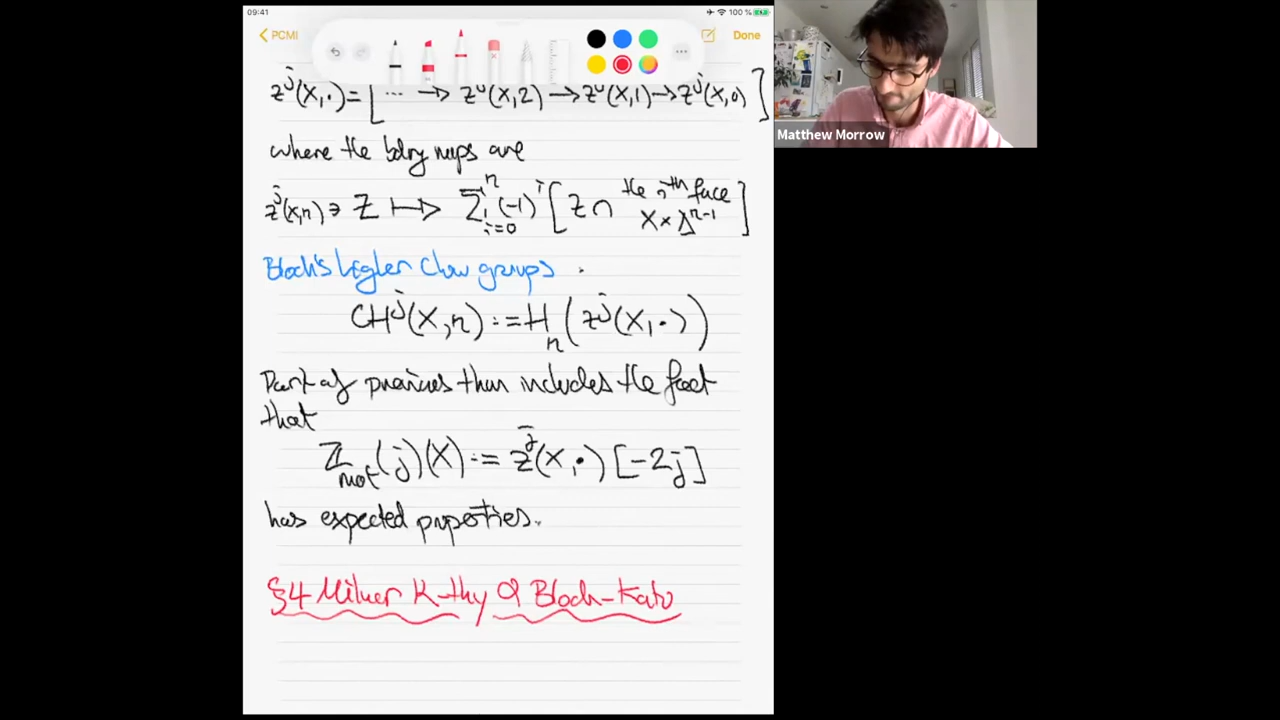 09:41
100 %
PCMI
Done
z^j(X,•) = [ ··· → z^j(X,2) → z^j(X,1) → z^j(X,0) ]
where the bdry maps are
z^j(X,n) ∋ Z ↦ Σ_{i=0}^n (-1)^i [ Z ∩ the i^th face X × Δ^{n-1} ]
Bloch's higher Chow groups :
CH^j(X,n) := H_n ( z^j(X,•) )
Part of previous thm includes the fact
that
ℤ_mot(j)(X) := z^j(X,•) [-2j]
has expected properties.
§4 Milnor K-thy & Bloch-Kato
Matthew Morrow